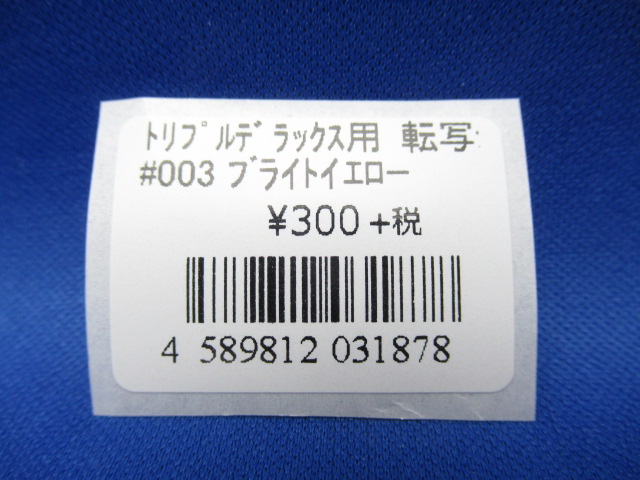 ﾄﾘﾌﾟﾙﾃﾞﾗｯｸｽ用 転写
#003 ﾌﾞﾗｲﾄｲｴﾛｰ
¥300+税
4 589812 031878